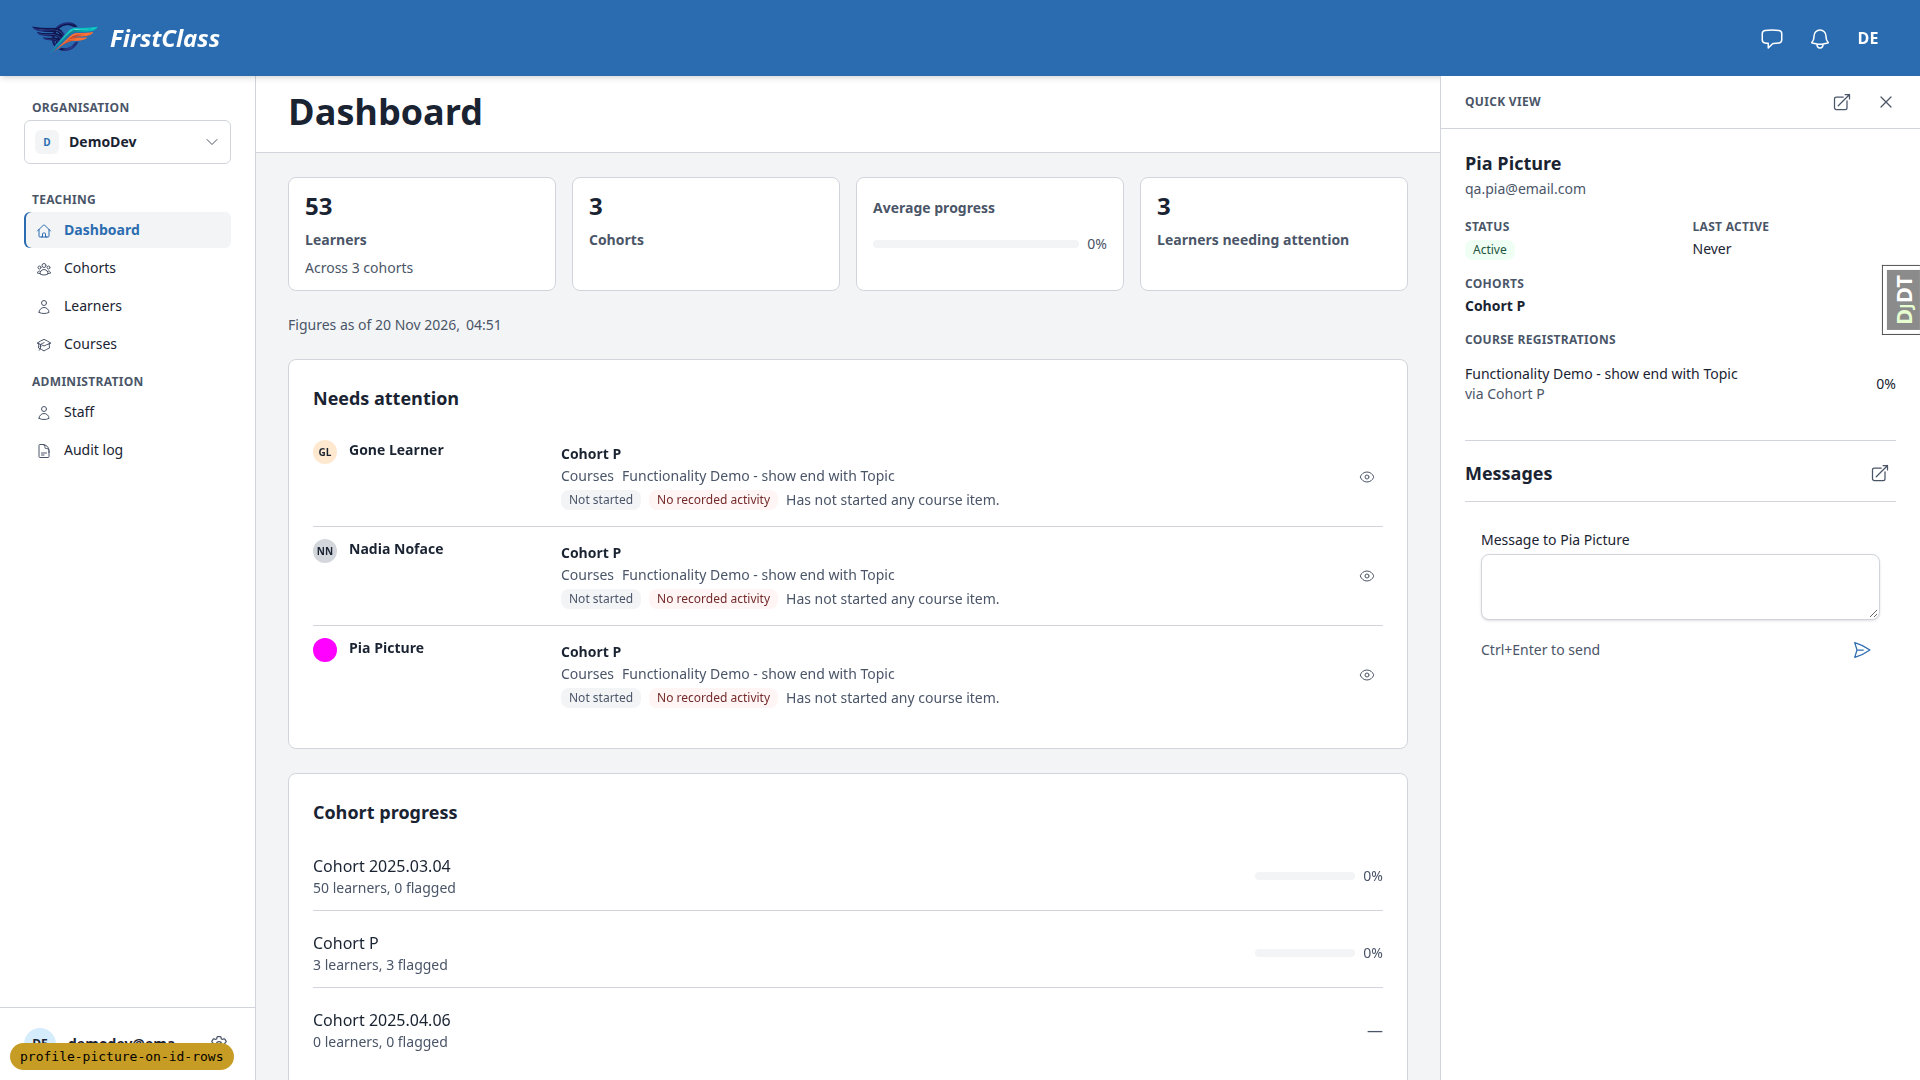 FirstClass
DE
ORGANISATION
D DemoDev
TEACHING
Dashboard
Cohorts
Learners
Courses
ADMINISTRATION
Staff
Audit log
profile-picture-on-id-rows
Dashboard
53
Learners
Across 3 cohorts
3
Cohorts
Average progress
0%
3
Learners needing attention
Figures as of 20 Nov 2026, 04:51
Needs attention
GL Gone Learner
Cohort P
Courses Functionality Demo - show end with Topic
Not started No recorded activity Has not started any course item.
NN Nadia Noface
Cohort P
Courses Functionality Demo - show end with Topic
Not started No recorded activity Has not started any course item.
Pia Picture
Cohort P
Courses Functionality Demo - show end with Topic
Not started No recorded activity Has not started any course item.
Cohort progress
Cohort 2025.03.04
50 learners, 0 flagged
0%
Cohort P
3 learners, 3 flagged
0%
Cohort 2025.04.06
0 learners, 0 flagged
—
QUICK VIEW
Pia Picture
qa.pia@email.com
STATUS
Active
LAST ACTIVE
Never
COHORTS
Cohort P
COURSE REGISTRATIONS
Functionality Demo - show end with Topic
via Cohort P
0%
Messages
Message to Pia Picture
Ctrl+Enter to send
DjDT